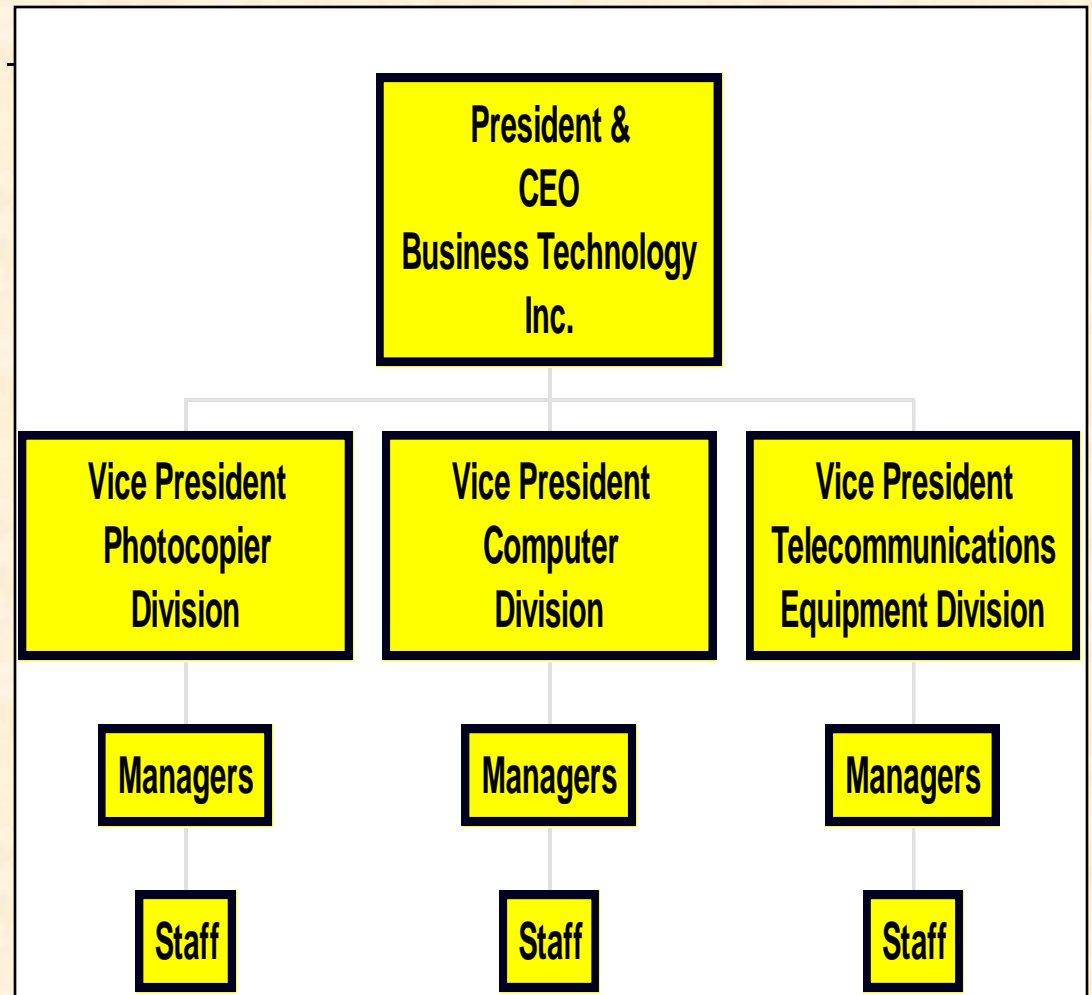 President &
CEO
Business Technology
Inc.
Vice President
Photocopier
Division
Vice President
Computer
Division
Vice President
Telecommunications
Equipment Division
Managers
Managers
Managers
Staff
Staff
Staff